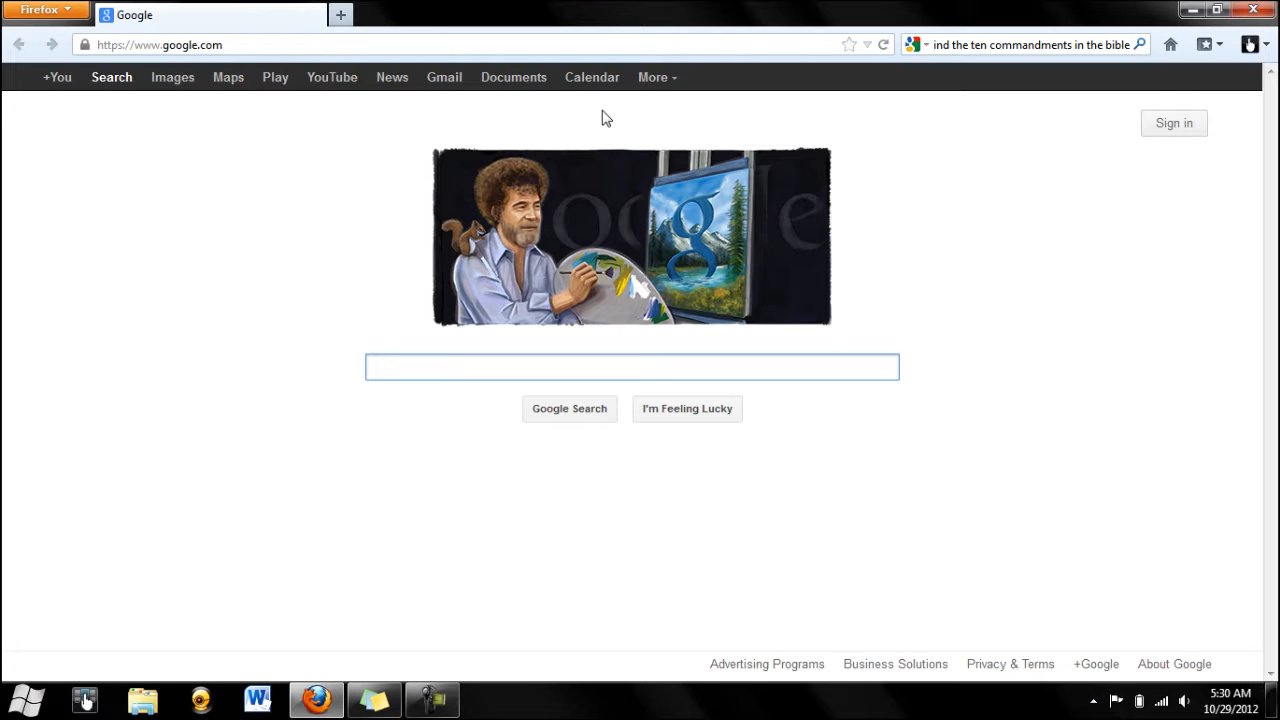 Firefox
Google
https://www.google.com
ind the ten commandments in the bible
+You Search Images Maps Play YouTube News Gmail Documents Calendar More
Sign in
Google
g
Google Search I'm Feeling Lucky
Advertising Programs Business Solutions Privacy & Terms +Google About Google
5:30 AM
10/29/2012